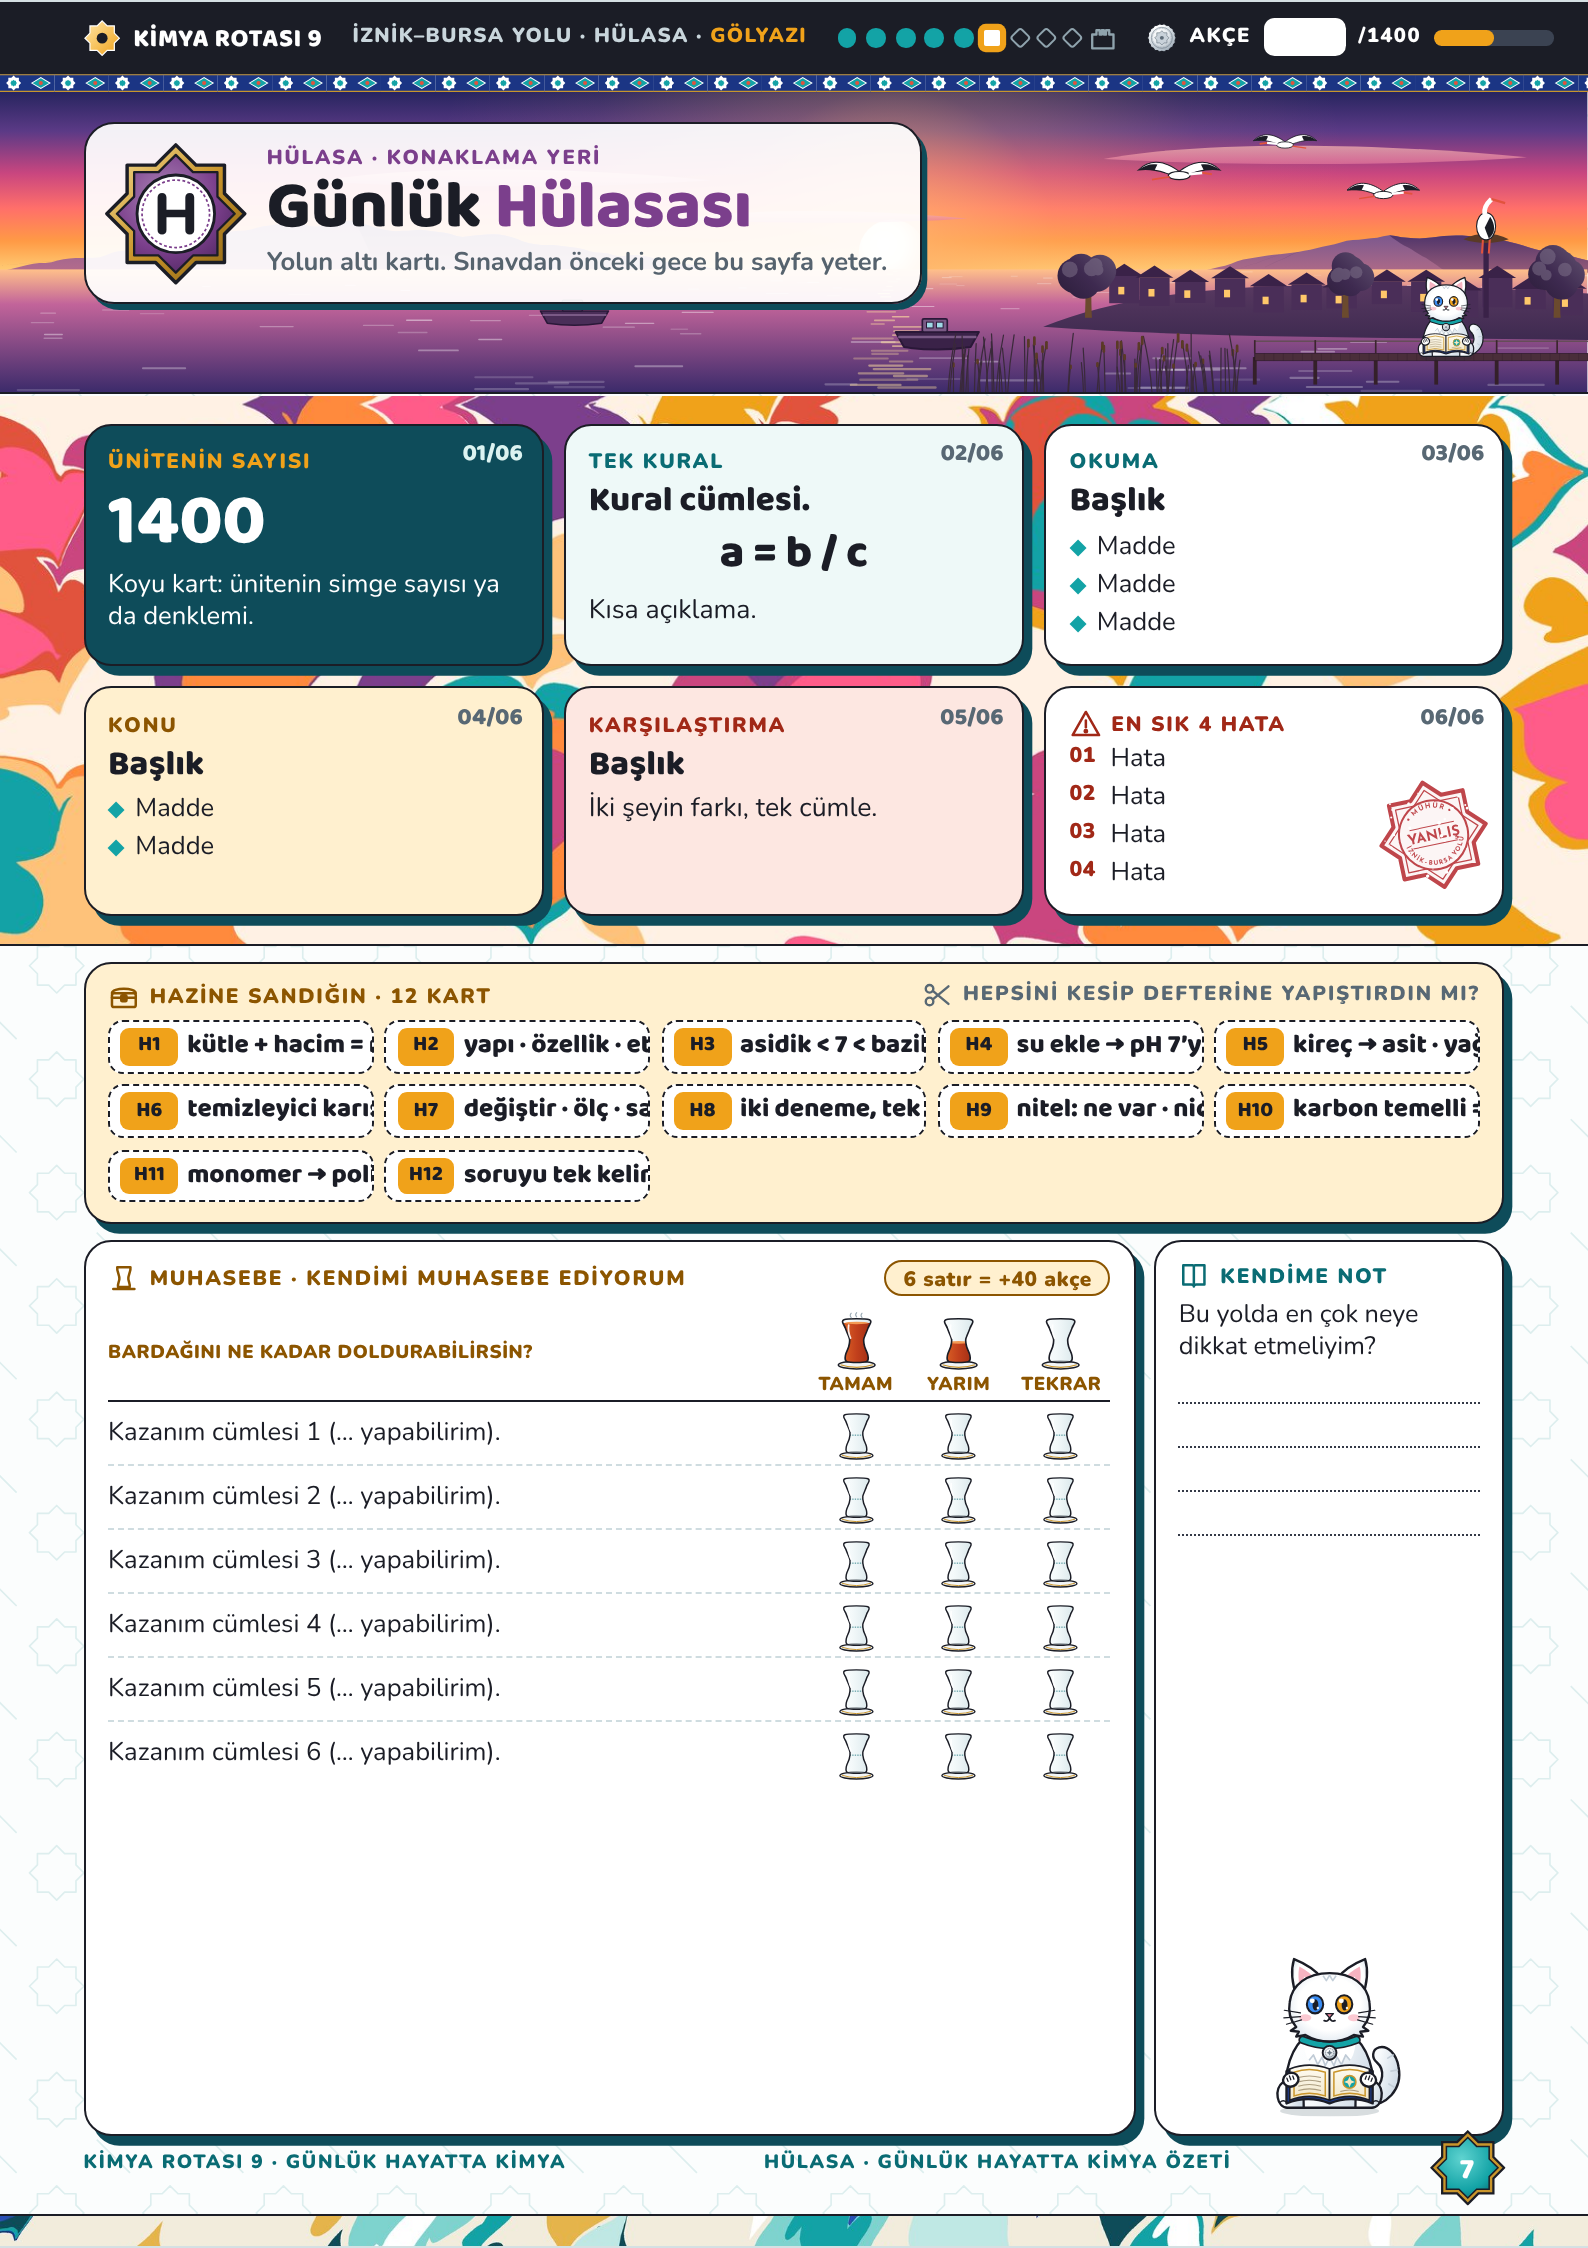 KİMYA ROTASI 9 İZNİK–BURSA YOLU · HÜLASA · GÖLYAZI AKÇE /1400
H
HÜLASA · KONAKLAMA YERİ
Günlük Hülasası
Yolun altı kartı. Sınavdan önceki gece bu sayfa yeter.
ÜNİTENİN SAYISI 01/06
1400
Koyu kart: ünitenin simge sayısı ya
da denklemi.
TEK KURAL 02/06
Kural cümlesi.
a = b / c
Kısa açıklama.
OKUMA 03/06
Başlık
Madde
Madde
Madde
KONU 04/06
Başlık
Madde
Madde
KARŞILAŞTIRMA 05/06
Başlık
İki şeyin farkı, tek cümle.
EN SIK 4 HATA 06/06
01 Hata
02 Hata
03 Hata
04 Hata
MÜHÜR
YANLIŞ
İZNİK-BURSA YOLU
HAZİNE SANDIĞIN · 12 KART HEPSİNİ KESİP DEFTERİNE YAPIŞTIRDIN MI?
H1 kütle + hacim =
H2 yapı · özellik ·
H3 asidik < 7 <
H4 su ekle → pH
H5 kireç → asit ·
H6 temizleyici
H7 değiştir · ölç ·
H8 iki deneme, tek
H9 nitel: ne var ·
H10 karbon temelli
H11 monomer →
H12 soruyu tek
MUHASEBE · KENDİMİ MUHASEBE EDİYORUM 6 satır = +40 akçe
BARDAĞINI NE KADAR DOLDURABİLİRSİN?
TAMAM YARIM TEKRAR
Kazanım cümlesi 1 (... yapabilirim).
Kazanım cümlesi 2 (... yapabilirim).
Kazanım cümlesi 3 (... yapabilirim).
Kazanım cümlesi 4 (... yapabilirim).
Kazanım cümlesi 5 (... yapabilirim).
Kazanım cümlesi 6 (... yapabilirim).
KENDİME NOT
Bu yolda en çok neye
dikkat etmeliyim?
KİMYA ROTASI 9 · GÜNLÜK HAYATTA KİMYA
HÜLASA · GÜNLÜK HAYATTA KİMYA ÖZETİ
7